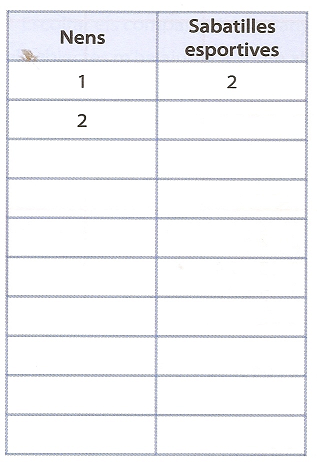 Nens
Sabatilles
esportives
1 2
2